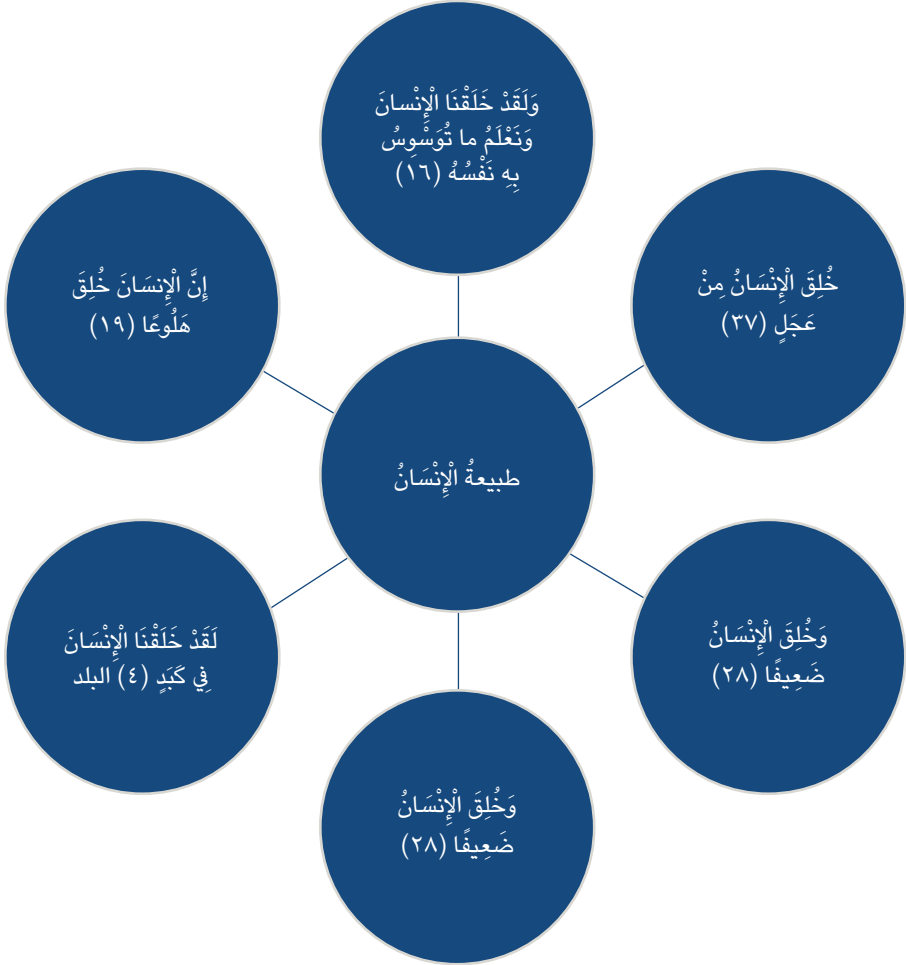 وَلَقَدْ خَلَقْنَا الْإِنْسانَ
وَنَعْلَمُ ما تُوَسْوِسُ
بِهِ نَفْسُهُ (١٦)
خُلِقَ الْإِنْسَانُ مِنْ
عَجَلٍ (٣٧)
إِنَّ الْإِنسَانَ خُلِقَ
هَلُوعًا (١٩)
طبيعةُ الْإِنْسَانُ
وَخُلِقَ الْإِنْسَانُ
ضَعِيفًا (٢٨)
لَقَدْ خَلَقْنَا الْإِنْسَانَ
فِي كَبَدٍ (٤) البلد
وَخُلِقَ الْإِنْسَانُ
ضَعِيفًا (٢٨)